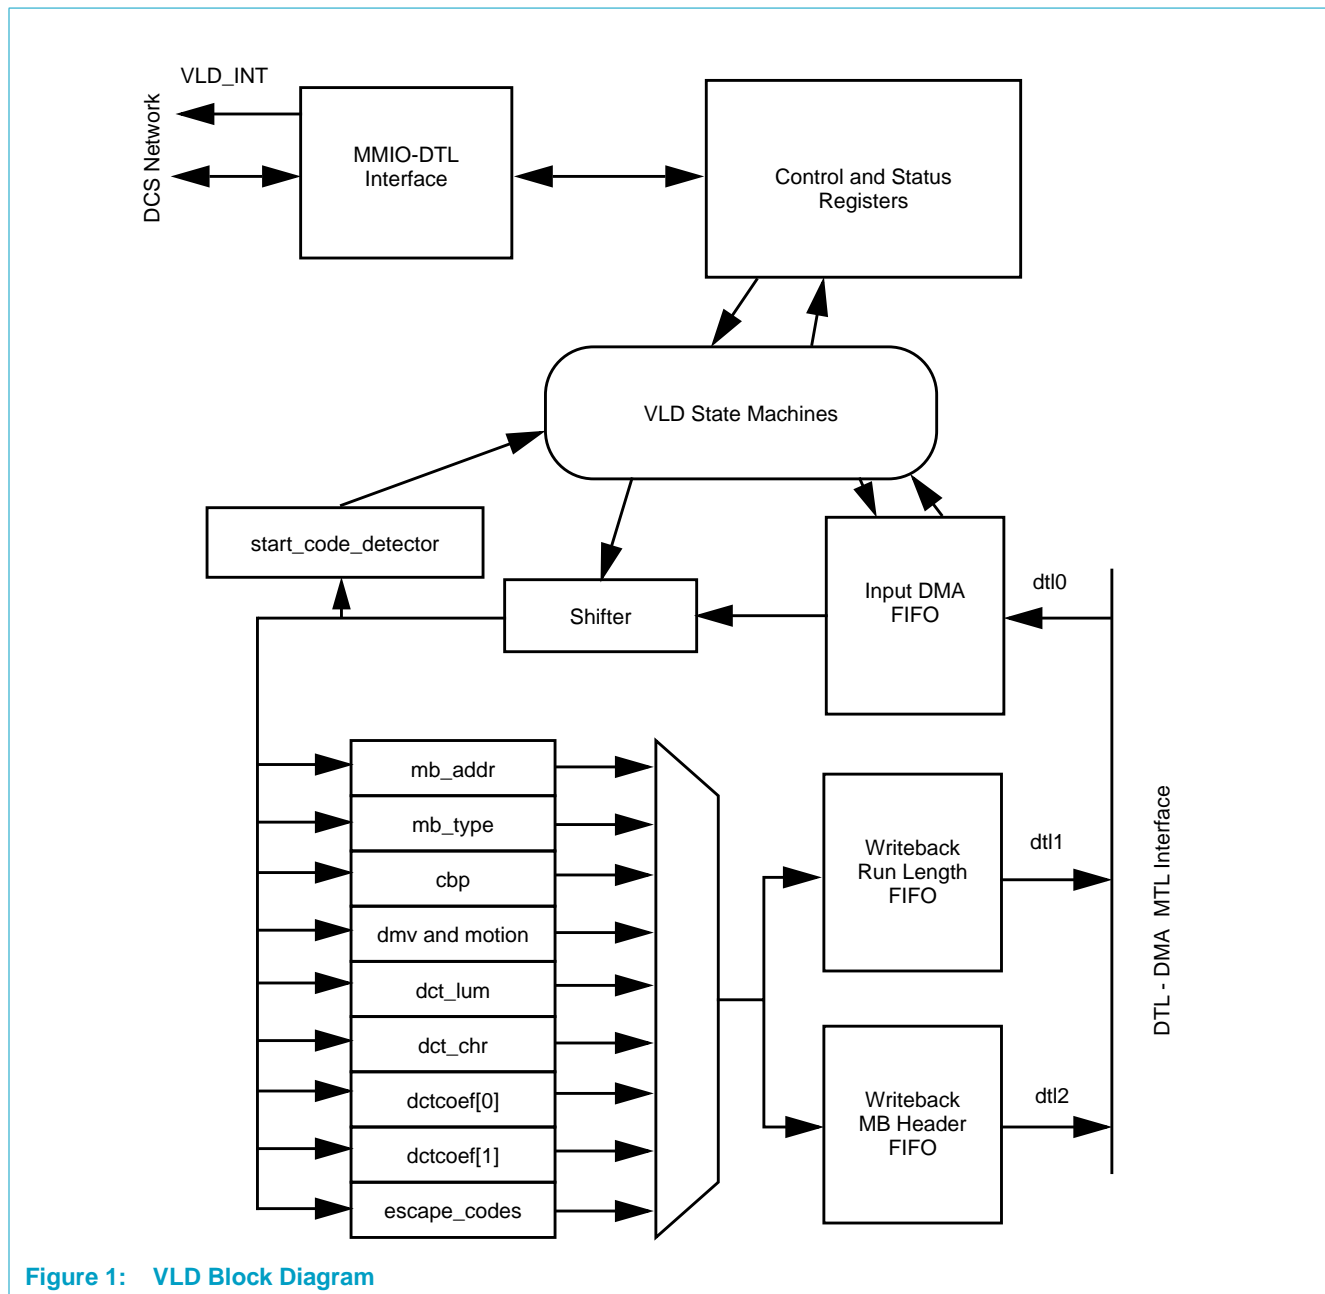 VLD_INT
DCS Network
MMIO-DTL
Interface
Control and Status
Registers
VLD State Machines
start_code_detector
Shifter
Input DMA
FIFO
dtl0
mb_addr
mb_type
cbp
dmv and motion
dct_lum
dct_chr
dctcoef[0]
dctcoef[1]
escape_codes
Writeback
Run Length
FIFO
dtl1
Writeback
MB Header
FIFO
dtl2
DTL - DMA MTL Interface
Figure 1: VLD Block Diagram